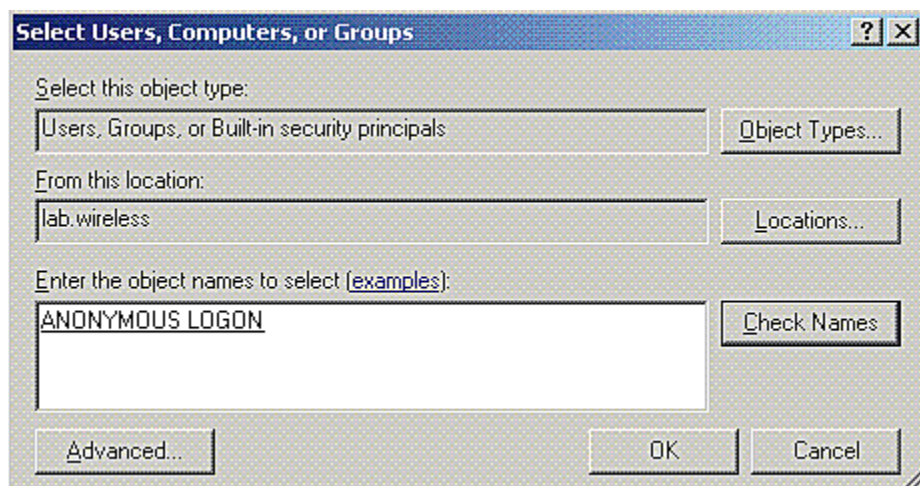 Select Users, Computers, or Groups
Select this object type:
Users, Groups, or Built-in security principals
Object Types...
From this location:
lab.wireless
Locations...
Enter the object names to select (examples):
ANONYMOUS LOGON
Check Names
Advanced...
OK
Cancel